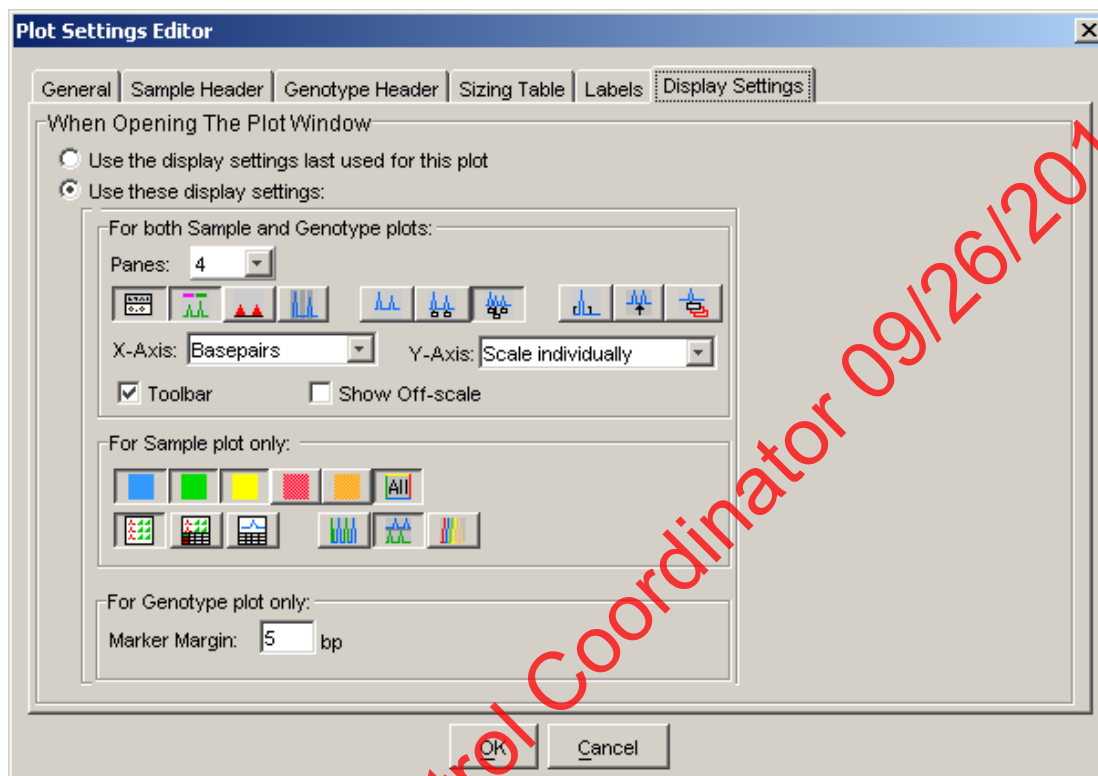 Plot Settings Editor
General Sample Header Genotype Header Sizing Table Labels Display Settings
When Opening The Plot Window
Use the display settings last used for this plot
Use these display settings:
For both Sample and Genotype plots:
Panes: 4
X-Axis: Basepairs Y-Axis: Scale individually
Toolbar Show Off-scale
For Sample plot only:
All
For Genotype plot only:
Marker Margin: 5 bp
OK Cancel
trol Coordinator 09/26/201